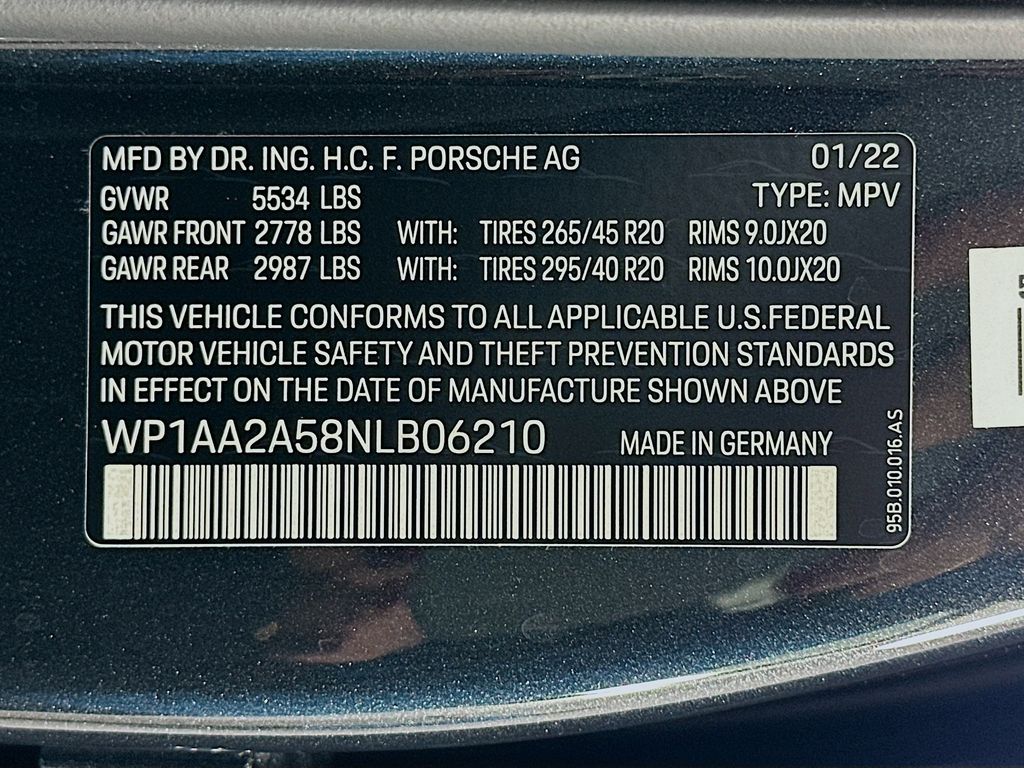 MFD BY DR. ING. H.C. F. PORSCHE AG 01/22
GVWR 5534 LBS TYPE: MPV
GAWR FRONT 2778 LBS WITH: TIRES 265/45 R20 RIMS 9.0JX20
GAWR REAR 2987 LBS WITH: TIRES 295/40 R20 RIMS 10.0JX20
THIS VEHICLE CONFORMS TO ALL APPLICABLE U.S.FEDERAL
MOTOR VEHICLE SAFETY AND THEFT PREVENTION STANDARDS
IN EFFECT ON THE DATE OF MANUFACTURE SHOWN ABOVE
WP1AA2A58NLB06210 MADE IN GERMANY
95B.010.016.AS